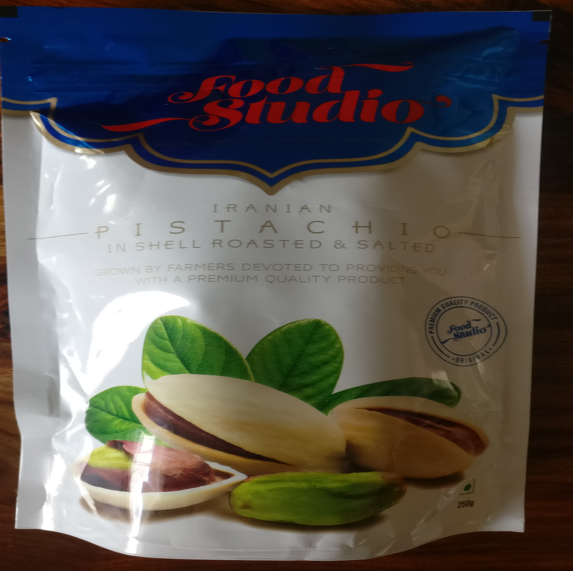 Food
Studio
IRANIAN
PISTACHIO
IN SHELL ROASTED & SALTED
GROWN BY FARMERS DEVOTED TO PROVIDING YOU
WITH A PREMIUM QUALITY PRODUCT
PREMIUM QUALITY PRODUCT
Food
Studio
ORIGINAL
250g